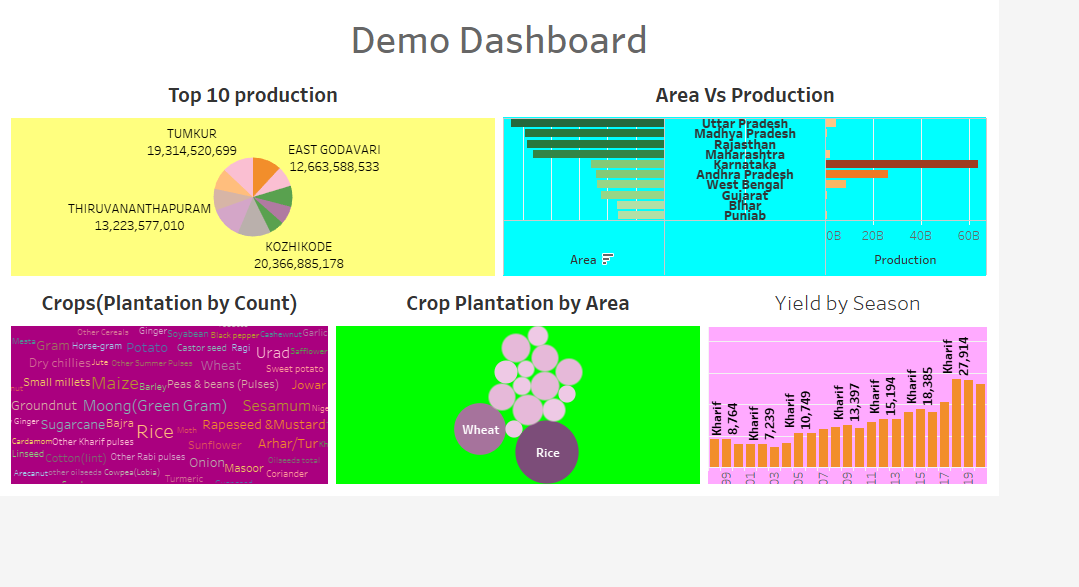 Demo Dashboard
Top 10 production
Area Vs Production
TUMKUR
19,314,520,699
EAST GODAVARI
12,663,588,533
THIRUVANANTHAPURAM
13,223,577,010
KOZHIKODE
20,366,885,178
Uttar Pradesh
Madhya Pradesh
Rajasthan
Maharashtra
Karnataka
Andhra Pradesh
West Bengal
Gujarat
Bihar
Punjab
0B 20B 40B 60B
Area
Production
Crops(Plantation by Count)
Crop Plantation by Area
Yield by Season
Other Cereals Ginger Soyabean Black pepper Cashewnut Garlic
Mesta Gram Horse-gram Potato Castor seed Ragi Urad Safflower
Dry chillies Jute Other Summer Pulses Wheat Sweet potato
Small millets Maize Barley Peas & beans (Pulses) Jowar
Groundnut Moong(Green Gram) Sesamum Nige
Ginger Sugarcane Bajra Rice Moth Rapeseed &Mustard
Cardamom Other Kharif pulses Sunflower Arhar/Tur Kh
Linseed Cotton(lint) Other Rabi pulses Onion Masoor Oilseeds total
Arecanut other oilseeds Cowpea(Lobia) Turmeric Coriander
Wheat
Rice
Kharif
8,764
Kharif
7,239
Kharif
10,749
Kharif
13,397
Kharif
15,194
Kharif
18,385
Kharif
27,914
99 01 03 05 07 09 11 13 15 17 19